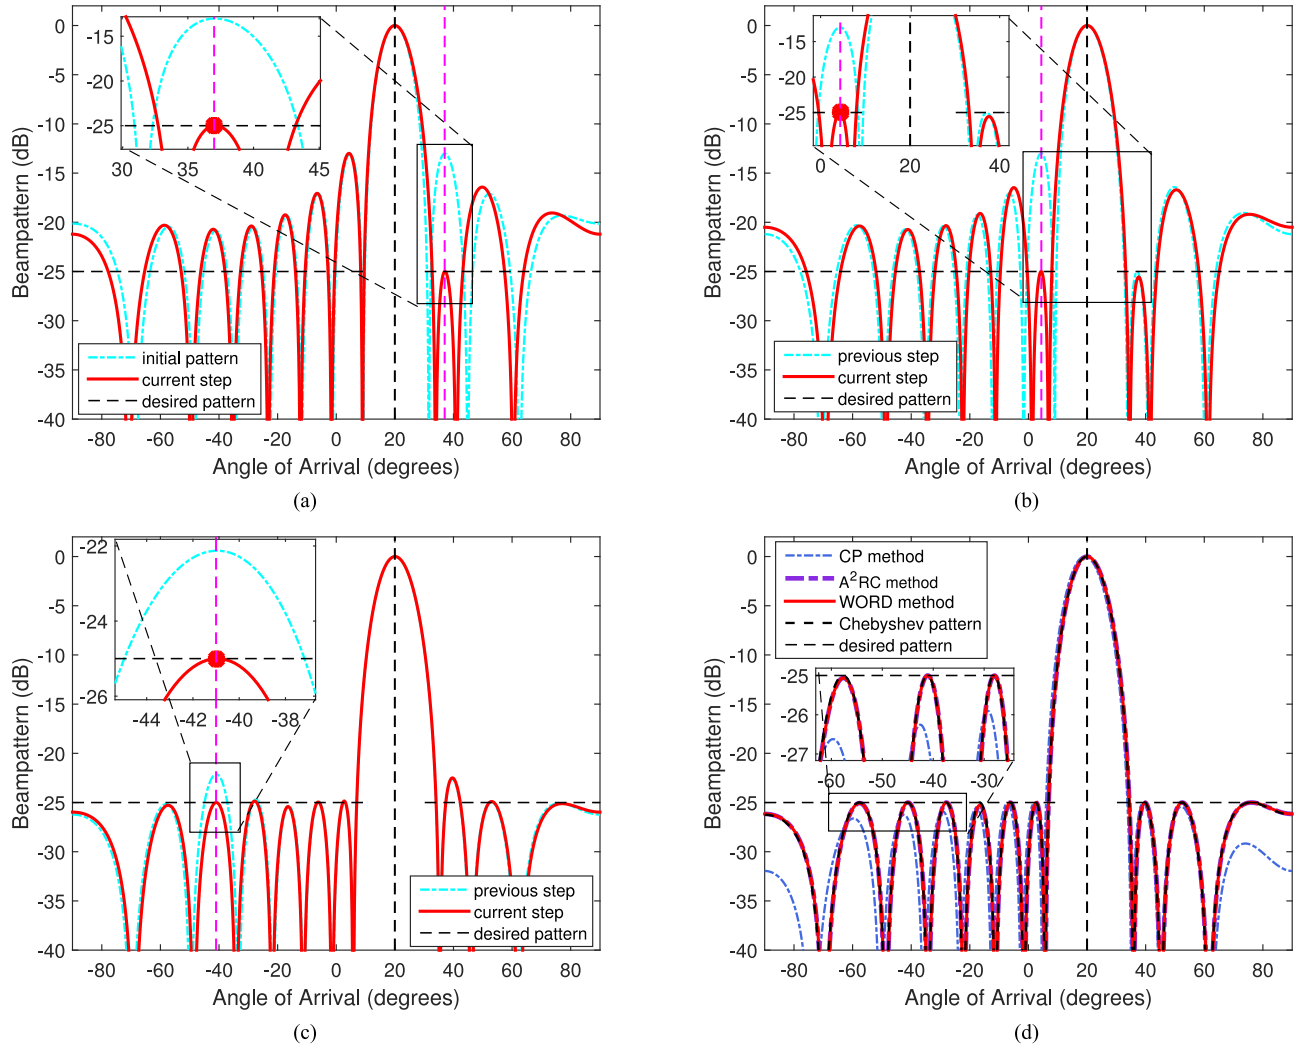 0
-5
-10
-15
-20
-25
-30
-35
-40
Beampattern (dB)
-15
-20
-25
30 35 40 45
initial pattern
current step
desired pattern
-80 -60 -40 -20 0 20 40 60 80
Angle of Arrival (degrees)
(a)
0
-5
-10
-15
-20
-25
-30
-35
-40
Beampattern (dB)
-15
-20
-25
0 20 40
previous step
current step
desired pattern
-80 -60 -40 -20 0 20 40 60 80
Angle of Arrival (degrees)
(b)
0
-5
-10
-15
-20
-25
-30
-35
-40
Beampattern (dB)
-22
-24
-26
-44 -42 -40 -38
previous step
current step
desired pattern
-80 -60 -40 -20 0 20 40 60 80
Angle of Arrival (degrees)
(c)
0
-5
-10
-15
-20
-25
-30
-35
-40
Beampattern (dB)
CP method
A²RC method
WORD method
Chebyshev pattern
desired pattern
-25
-26
-27
-60 -50 -40 -30
-80 -60 -40 -20 0 20 40 60 80
Angle of Arrival (degrees)
(d)